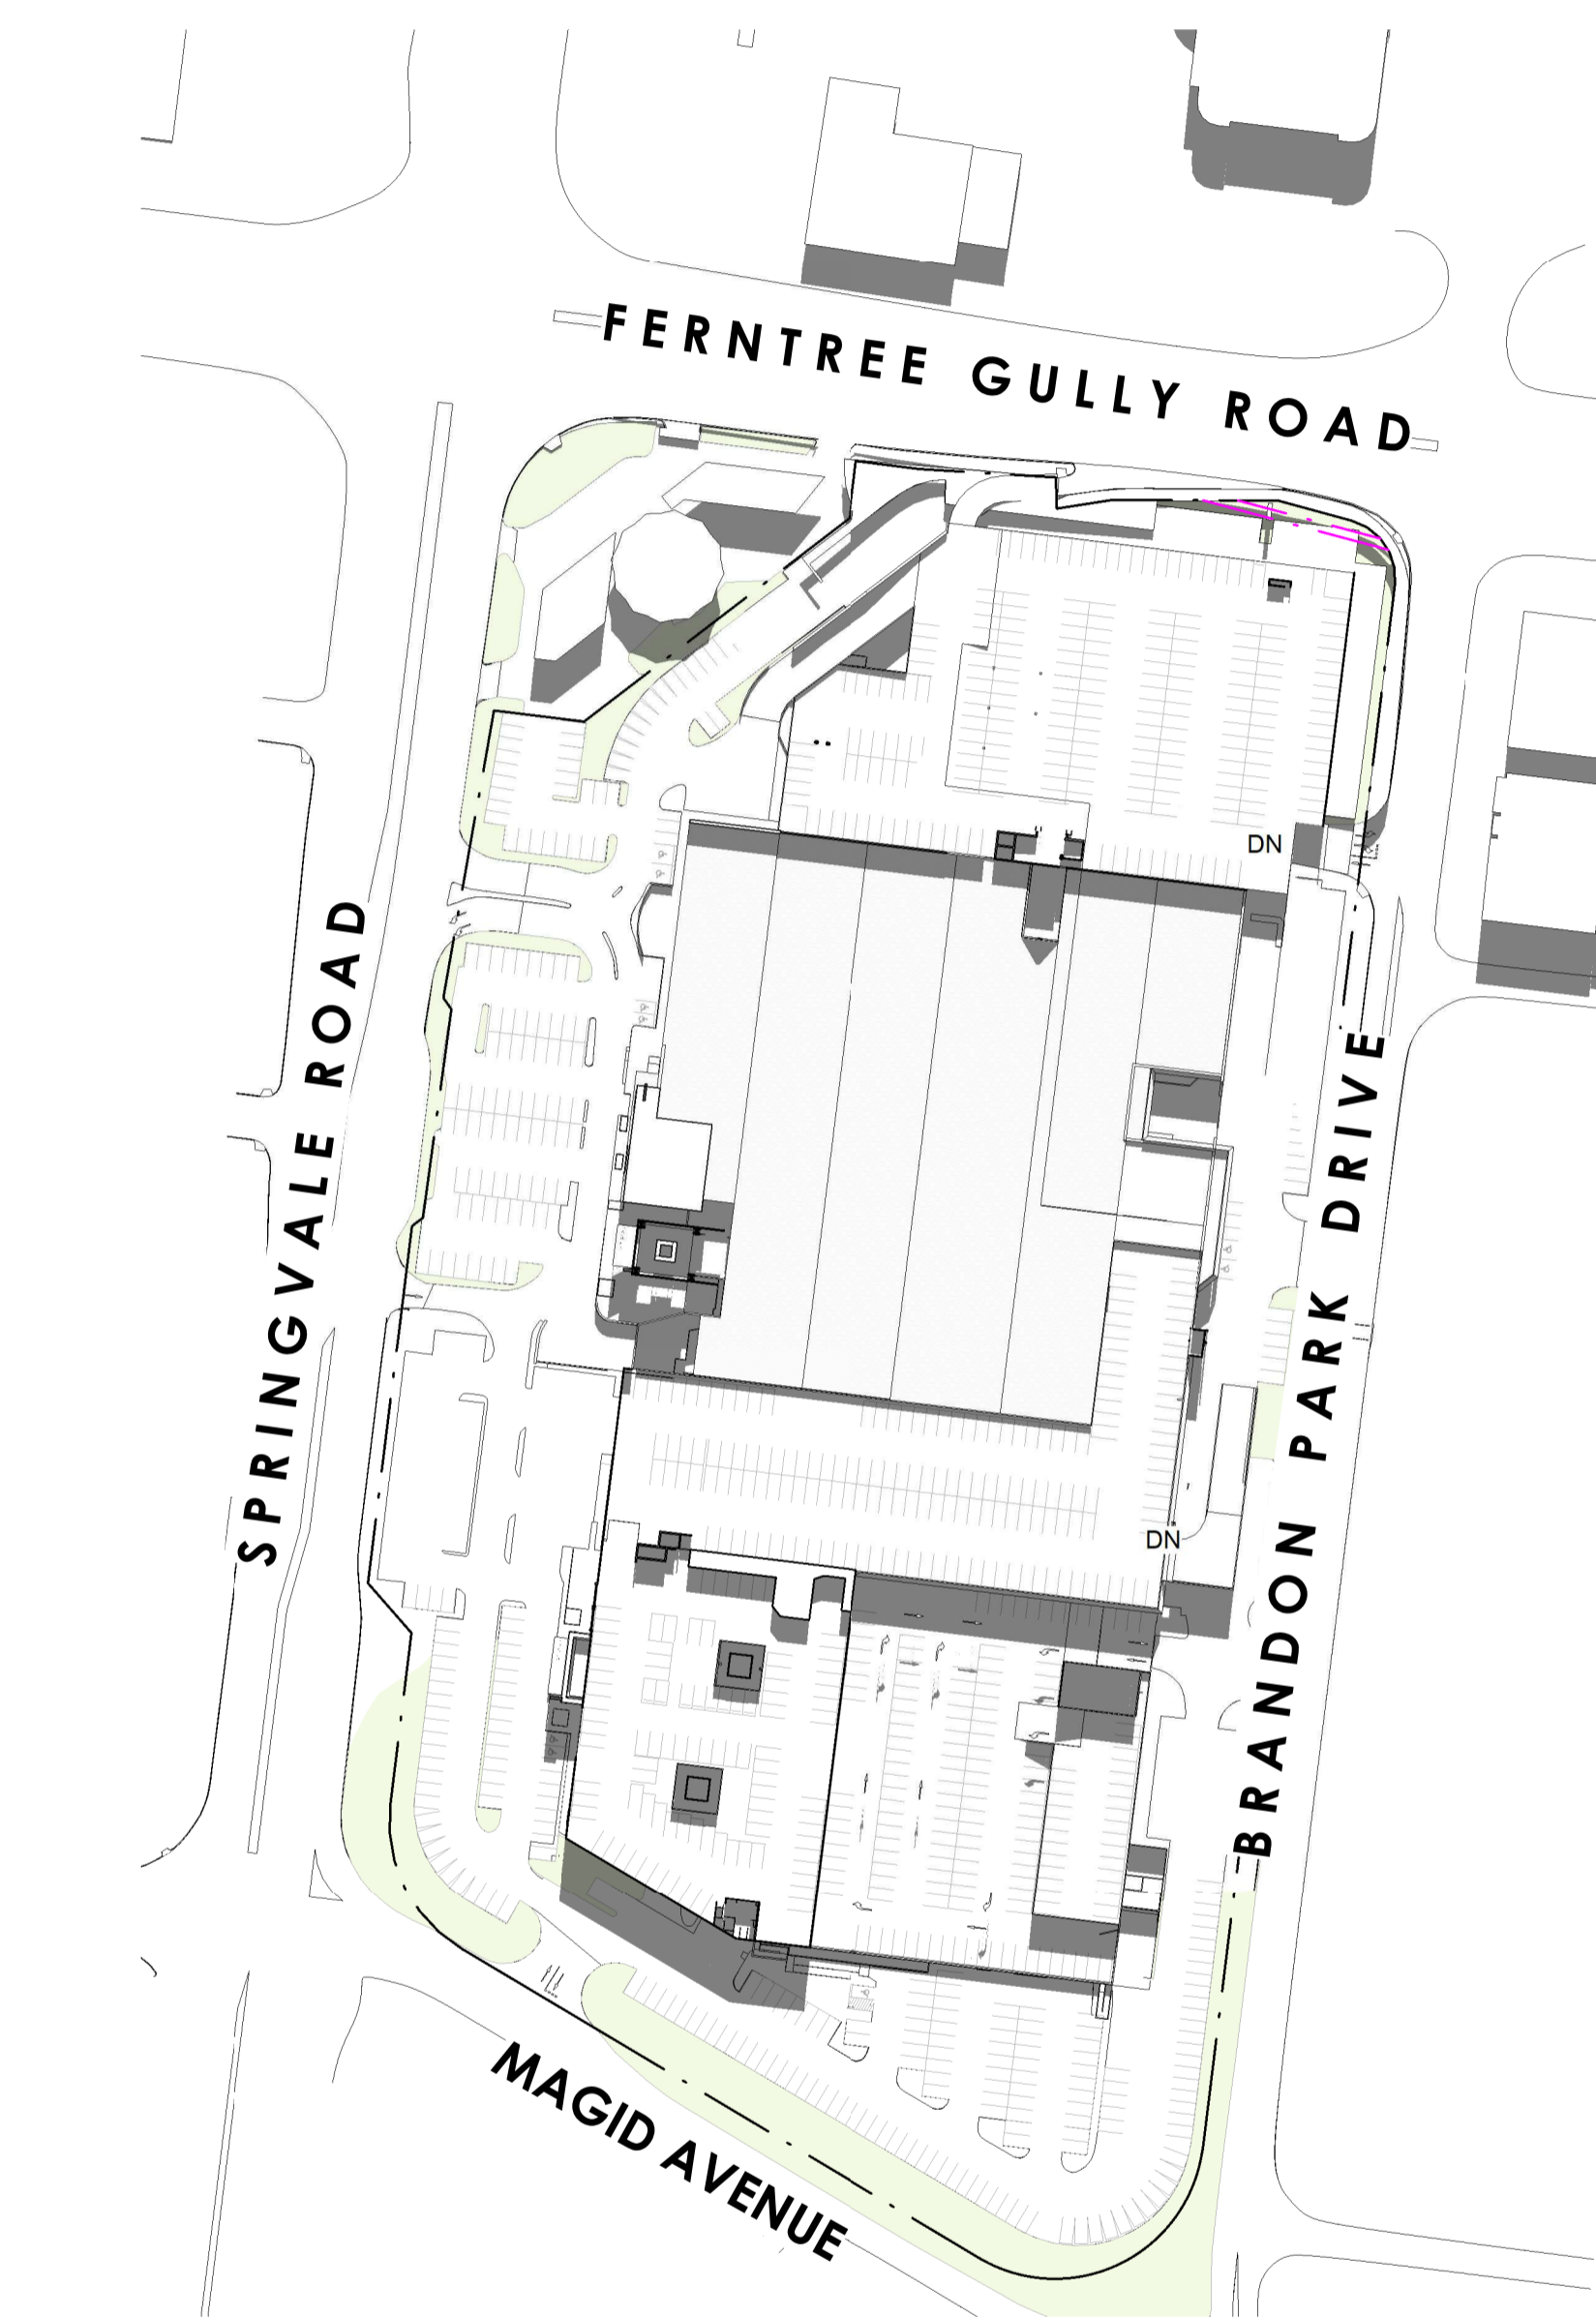 FERNTREE GULLY ROAD
DN
SPRINGVALE ROAD
BRANDON PARK DRIVE
DN
MAGID AVENUE